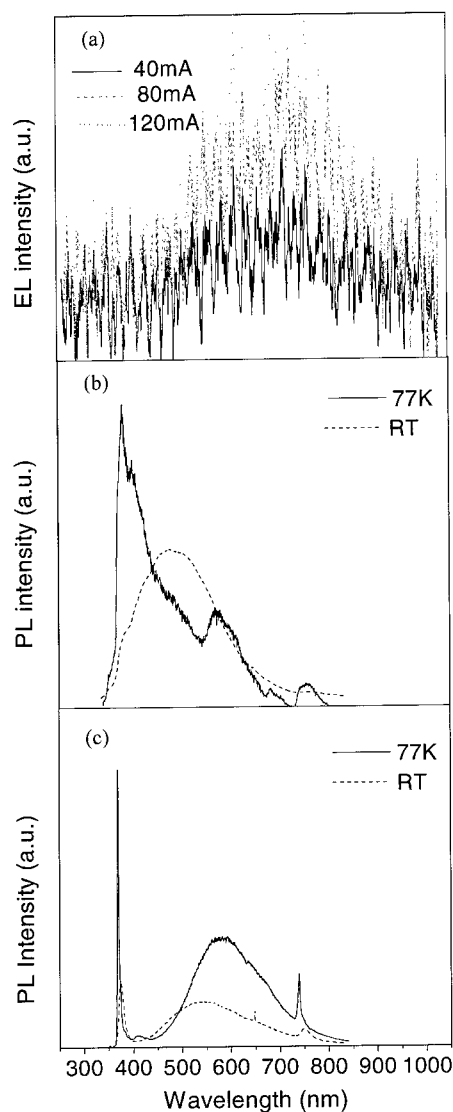 (a)
40mA
80mA
120mA
EL intensity (a.u.)
(b)
77K
RT
PL intensity (a.u.)
(c)
77K
RT
PL Intensity (a.u.)
300 400 500 600 700 800 900 1000
Wavelength (nm)